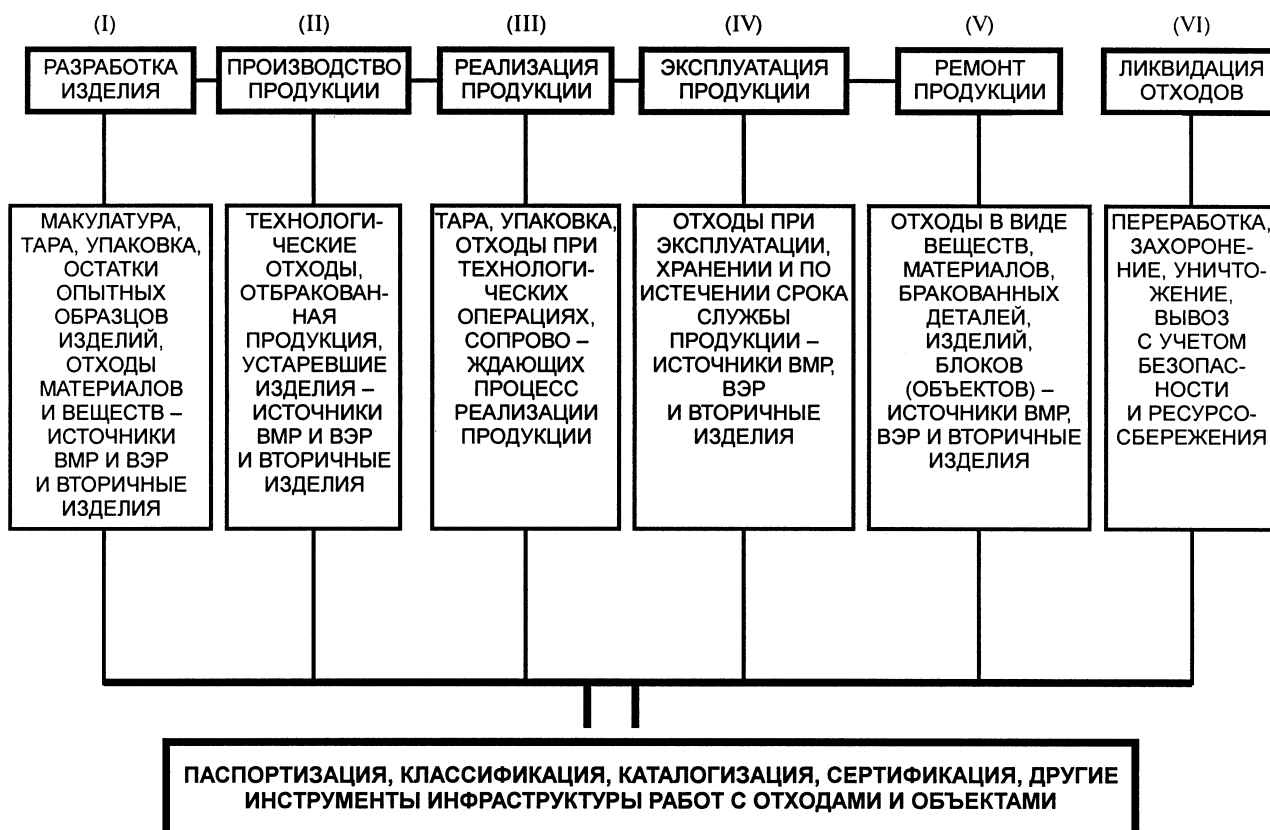 (I)
(II)
(III)
(IV)
(V)
(VI)
РАЗРАБОТКА
ИЗДЕЛИЯ
ПРОИЗВОДСТВО
ПРОДУКЦИИ
РЕАЛИЗАЦИЯ
ПРОДУКЦИИ
ЭКСПЛУАТАЦИЯ
ПРОДУКЦИИ
РЕМОНТ
ПРОДУКЦИИ
ЛИКВИДАЦИЯ
ОТХОДОВ
МАКУЛАТУРА,
ТАРА, УПАКОВКА,
ОСТАТКИ
ОПЫТНЫХ
ОБРАЗЦОВ
ИЗДЕЛИЙ,
ОТХОДЫ
МАТЕРИАЛОВ
И ВЕЩЕСТВ –
ИСТОЧНИКИ
ВМР И ВЭР
И ВТОРИЧНЫЕ
ИЗДЕЛИЯ
ТЕХНОЛОГИ-
ЧЕСКИЕ
ОТХОДЫ,
ОТБРАКОВАН-
НАЯ
ПРОДУКЦИЯ,
УСТАРЕВШИЕ
ИЗДЕЛИЯ –
ИСТОЧНИКИ
ВМР И ВЭР
И ВТОРИЧНЫЕ
ИЗДЕЛИЯ
ТАРА, УПАКОВКА,
ОТХОДЫ ПРИ
ТЕХНОЛОГИ-
ЧЕСКИХ
ОПЕРАЦИЯХ,
СОПРОВО –
ЖДАЮЩИХ
ПРОЦЕСС
РЕАЛИЗАЦИИ
ПРОДУКЦИИ
ОТХОДЫ ПРИ
ЭКСПЛУАТАЦИИ,
ХРАНЕНИИ И ПО
ИСТЕЧЕНИИ СРОКА
СЛУЖБЫ
ПРОДУКЦИИ –
ИСТОЧНИКИ ВМР,
ВЭР
И ВТОРИЧНЫЕ
ИЗДЕЛИЯ
ОТХОДЫ В ВИДЕ
ВЕЩЕСТВ,
МАТЕРИАЛОВ,
БРАКОВАННЫХ
ДЕТАЛЕЙ,
ИЗДЕЛИЙ,
БЛОКОВ
(ОБЪЕКТОВ) –
ИСТОЧНИКИ ВМР,
ВЭР И ВТОРИЧНЫЕ
ИЗДЕЛИЯ
ПЕРЕРАБОТКА,
ЗАХОРОНЕ-
НИЕ, УНИЧТО-
ЖЕНИЕ,
ВЫВОЗ
С УЧЕТОМ
БЕЗОПАС-
НОСТИ
И РЕСУРСО-
СБЕРЕЖЕНИЯ
ПАСПОРТИЗАЦИЯ, КЛАССИФИКАЦИЯ, КАТАЛОГИЗАЦИЯ, СЕРТИФИКАЦИЯ, ДРУГИЕ
ИНСТРУМЕНТЫ ИНФРАСТРУКТУРЫ РАБОТ С ОТХОДАМИ И ОБЪЕКТАМИ